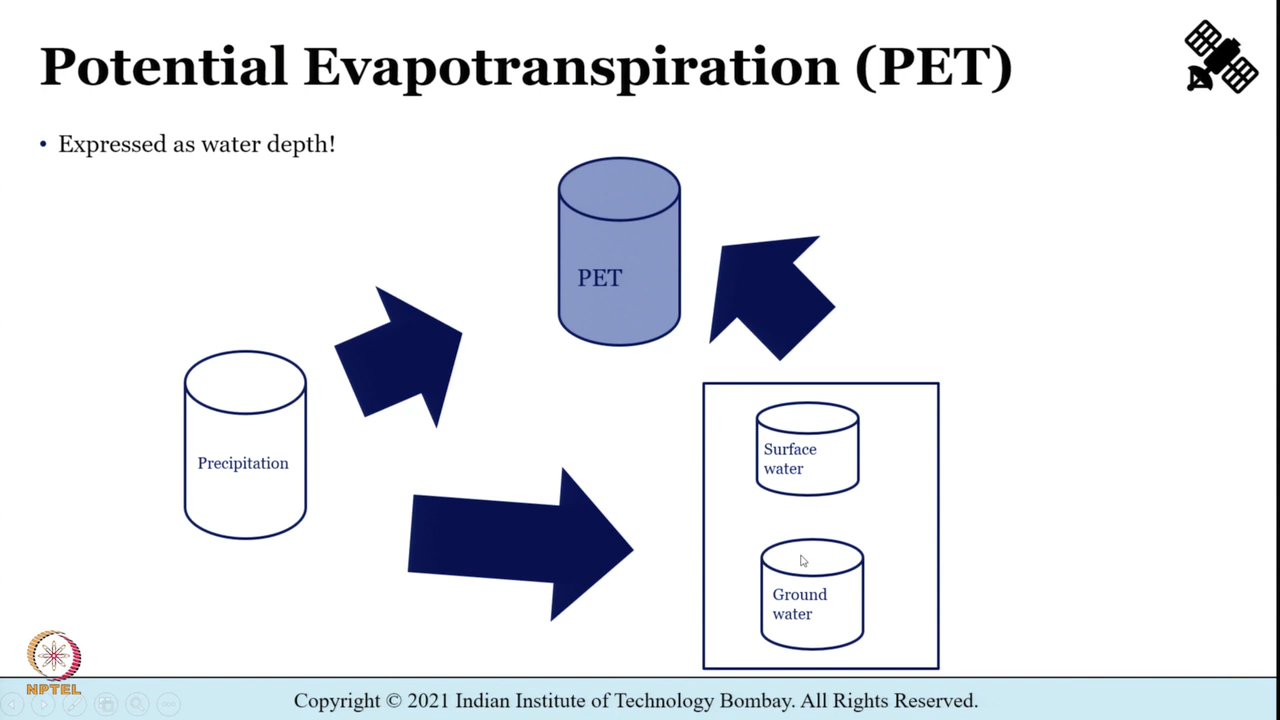 Potential Evapotranspiration (PET)
• Expressed as water depth!
PET
Precipitation
Surface
water
Ground
water
NPTEL
Copyright © 2021 Indian Institute of Technology Bombay. All Rights Reserved.